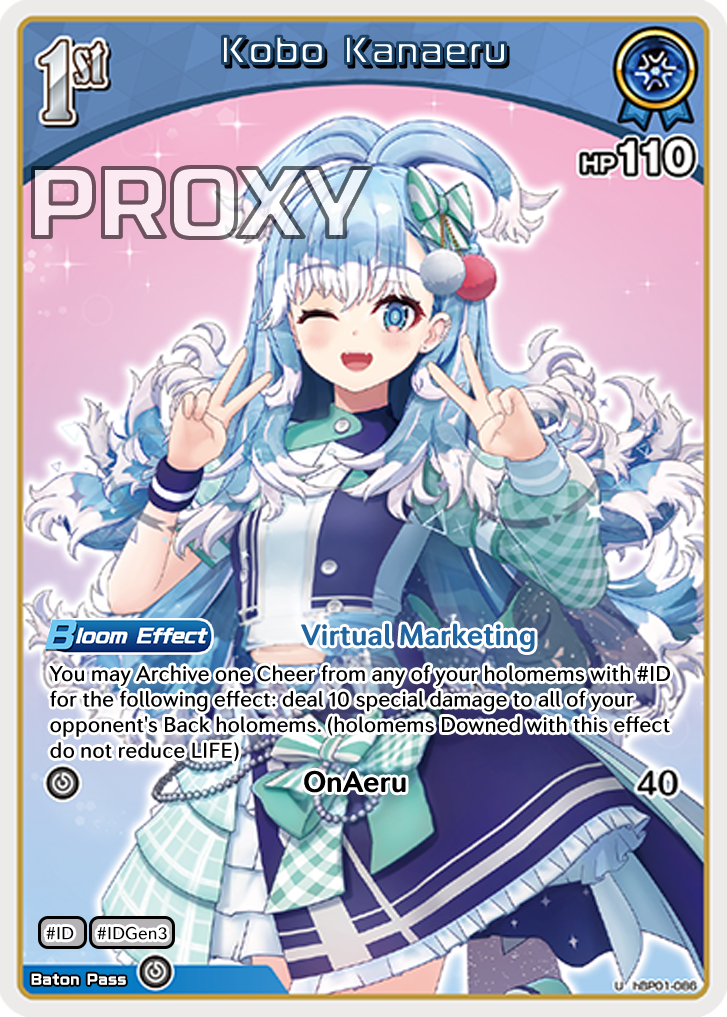 1st
Kobo Kanaeru
HP110
PROXY
Bloom Effect
Virtual Marketing
You may Archive one Cheer from any of your holomems with #ID
for the following effect: deal 10 special damage to all of your
opponent's Back holomems. (holomems Downed with this effect
do not reduce LIFE)
OnAeru
40
#ID
#IDGen3
Baton Pass
U hBP01-086